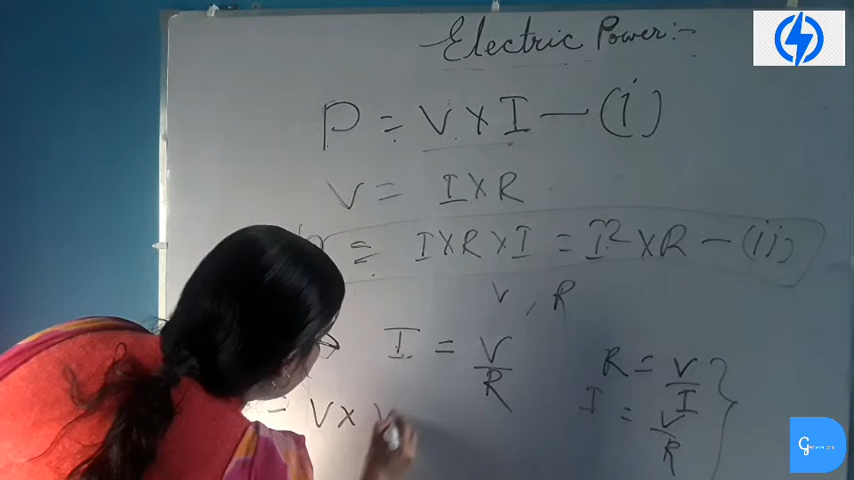 Electric Power:-
P = V X I — (i)
V = I X R
= I X R X I = I² X R — (ii)
V , R
I = V/R
R = V/I
I = V/R
= V X V